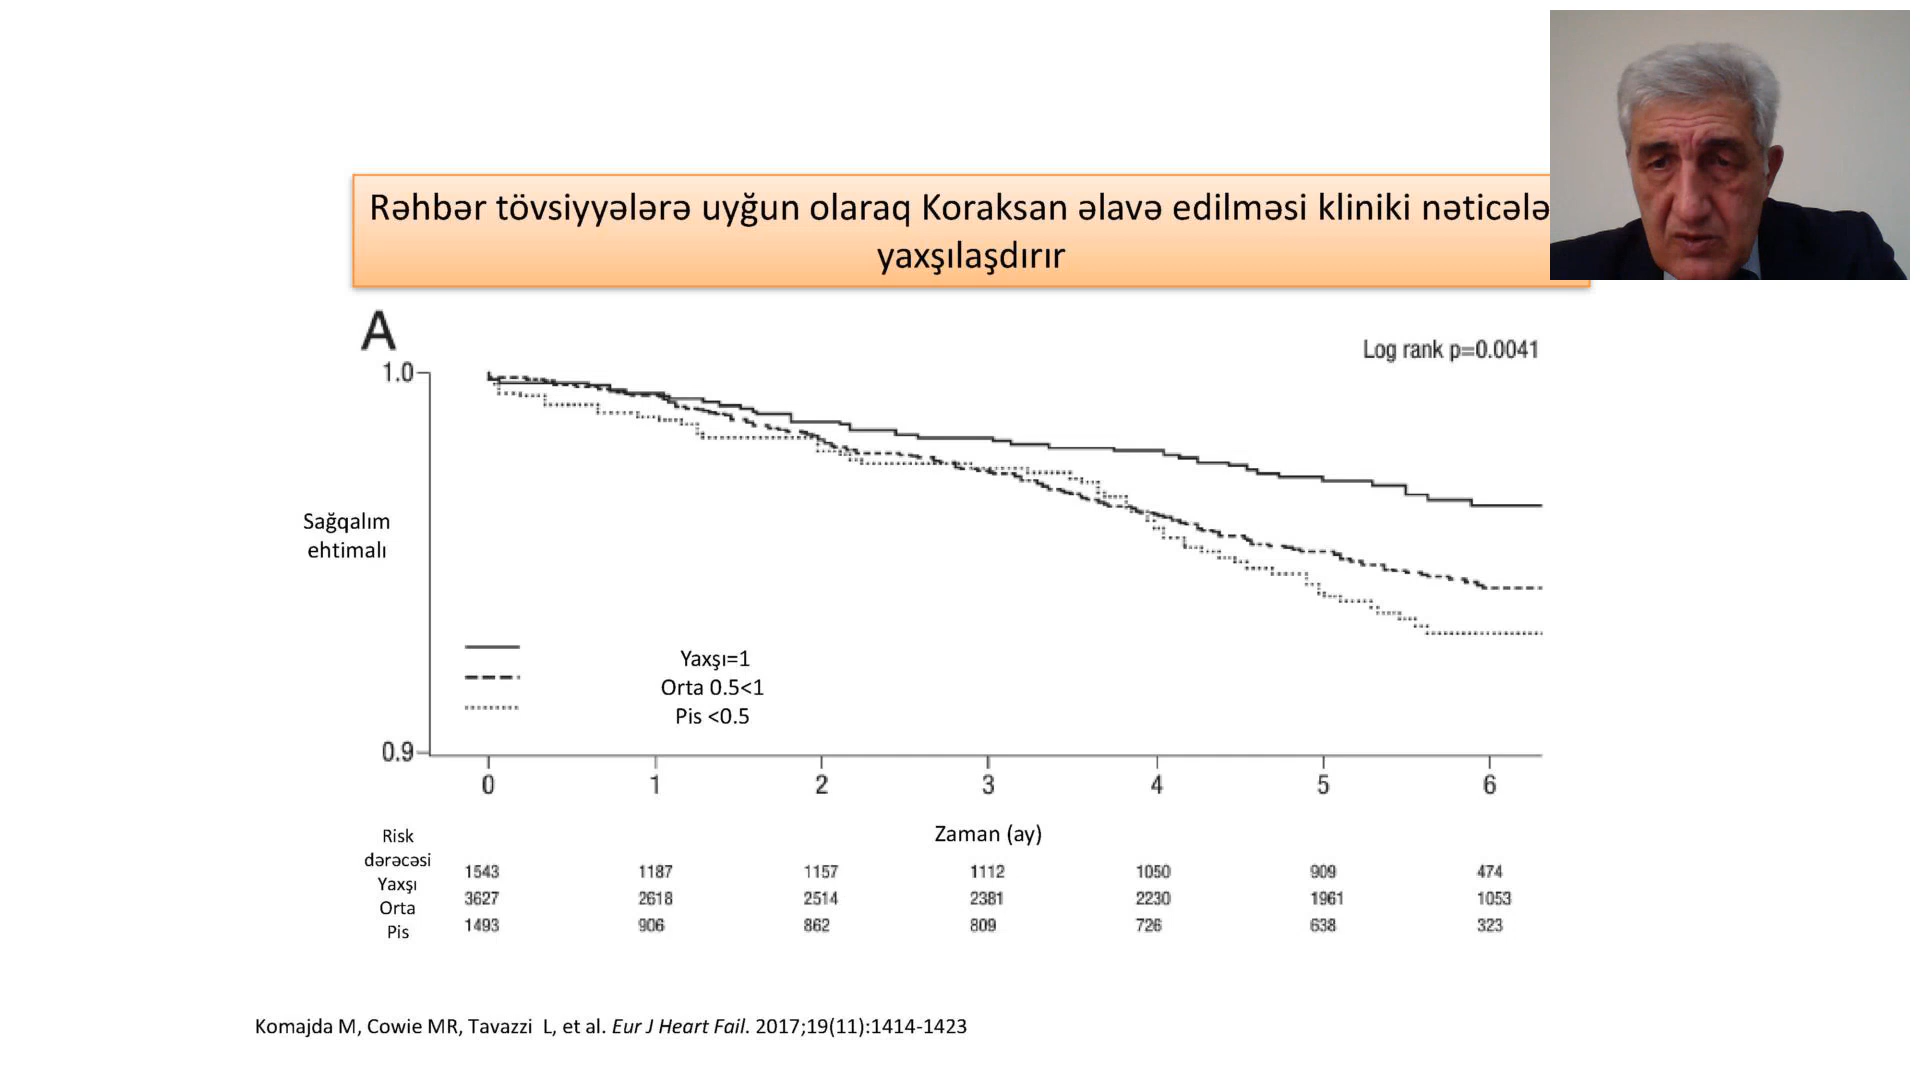 Rəhbər tövsiyyələrə uyğun olaraq Koraksan əlavə edilməsi kliniki
yaxşılaşdırır
A
Log rank p=0.0041
1.0
Sağqalım
ehtimalı
Yaxşı=1
Orta 0.5<1
Pis <0.5
0.9
0 1 2 3 4 5 6
Zaman (ay)
Risk
dərəcəsi
Yaxşı 1543 1187 1157 1112 1050 909 474
Orta 3627 2618 2514 2381 2230 1961 1053
Pis 1493 906 862 809 726 638 323
Komajda M, Cowie MR, Tavazzi L, et al. Eur J Heart Fail. 2017;19(11):1414-1423